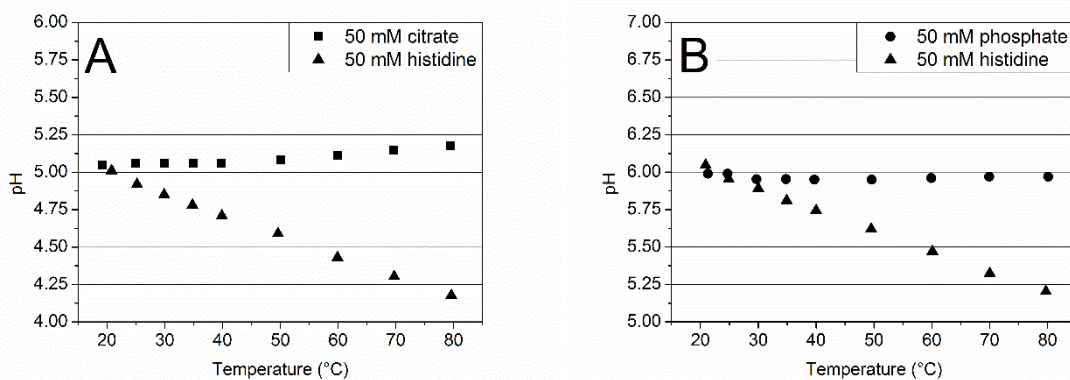 A
50 mM citrate
50 mM histidine
6.00
5.75
5.50
5.25
5.00
4.75
4.50
4.25
4.00
pH
20 30 40 50 60 70 80
Temperature (°C)
B
50 mM phosphate
50 mM histidine
7.00
6.75
6.50
6.25
6.00
5.75
5.50
5.25
5.00
pH
20 30 40 50 60 70 80
Temperature (°C)